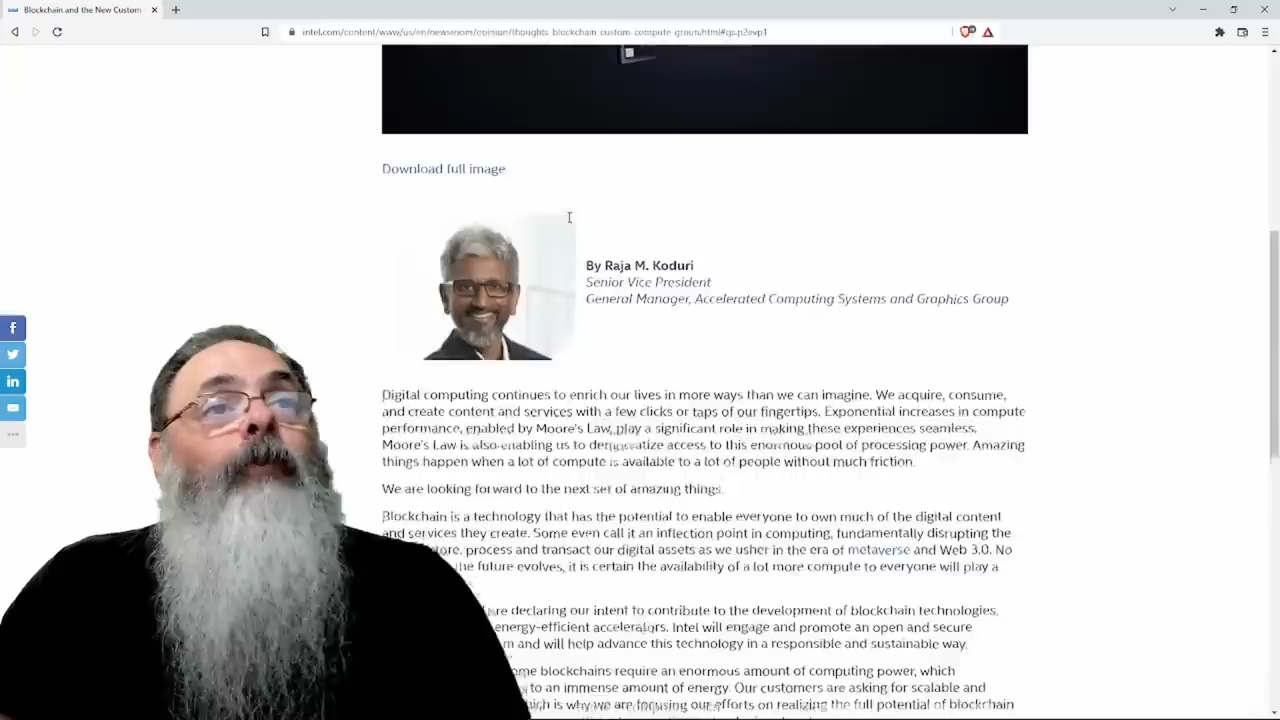 Blockchain and the New Custom
intel.com/content/www/us/en/newsroom/opinion/thoughts-blockchain-custom-compute-group.html#gs.p2evp1
Download full image
By Raja M. Koduri
Senior Vice President
General Manager, Accelerated Computing Systems and Graphics Group
Digital computing continues to enrich our lives in more ways than we can imagine. We acquire, consume,
and create content and services with a few clicks or taps of our fingertips. Exponential increases in compute
performance, enabled by Moore's Law, play a significant role in making these experiences seamless.
Moore's Law is also enabling us to democratize access to this enormous pool of processing power. Amazing
things happen when a lot of compute is available to a lot of people without much friction.
We are looking forward to the next set of amazing things.
Blockchain is a technology that has the potential to enable everyone to own much of the digital content
and services they create. Some even call it an inflection point in computing, fundamentally disrupting the
tore, process and transact our digital assets as we usher in the era of metaverse and Web 3.0. No
the future evolves, it is certain the availability of a lot more compute to everyone will play a
re declaring our intent to contribute to the development of blockchain technologies,
energy-efficient accelerators. Intel will engage and promote an open and secure
m and will help advance this technology in a responsible and sustainable way.
ome blockchains require an enormous amount of computing power, which
to an immense amount of energy. Our customers are asking for scalable and
hich is why we are focusing our efforts on realizing the full potential of blockchain